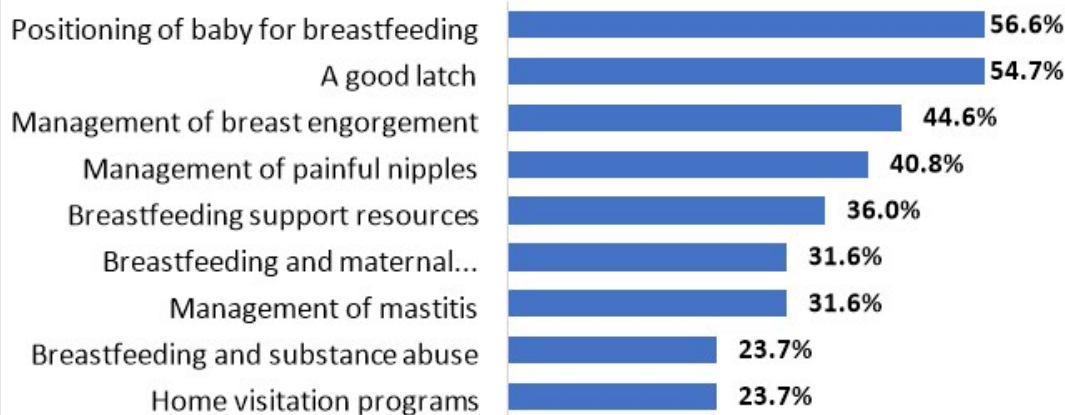 Positioning of baby for breastfeeding 56.6%
A good latch 54.7%
Management of breast engorgement 44.6%
Management of painful nipples 40.8%
Breastfeeding support resources 36.0%
Breastfeeding and maternal... 31.6%
Management of mastitis 31.6%
Breastfeeding and substance abuse 23.7%
Home visitation programs 23.7%